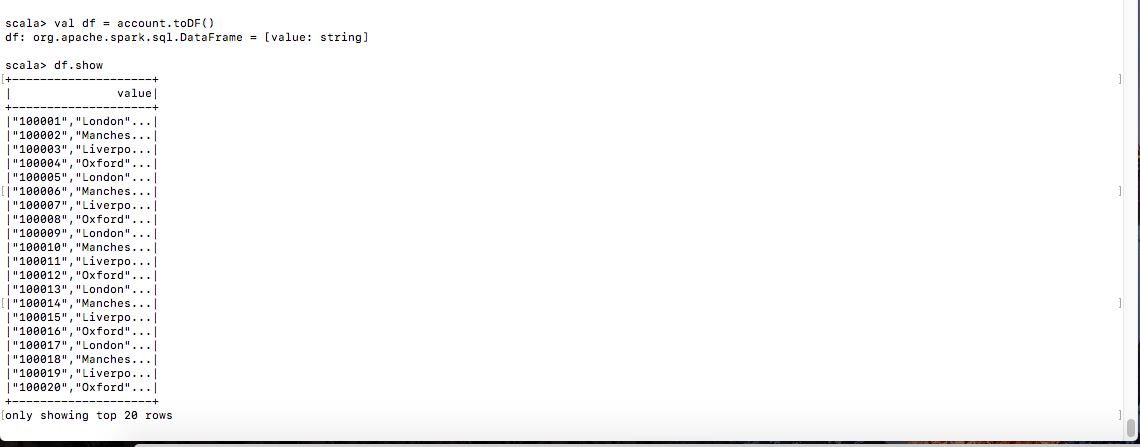 scala> val df = account.toDF()
df: org.apache.spark.sql.DataFrame = [value: string]
scala> df.show
[+--------------------+ ]
|               value|
+--------------------+
|"100001","London"...|
|"100002","Manches...|
|"100003","Liverpo...|
|"100004","Oxford"...|
|"100005","London"...|
[|"100006","Manches...| ]
|"100007","Liverpo...|
|"100008","Oxford"...|
|"100009","London"...|
|"100010","Manches...|
|"100011","Liverpo...|
|"100012","Oxford"...|
|"100013","London"...|
[|"100014","Manches...| ]
|"100015","Liverpo...|
|"100016","Oxford"...|
|"100017","London"...|
|"100018","Manches...|
|"100019","Liverpo...|
|"100020","Oxford"...|
+--------------------+
[only showing top 20 rows ]